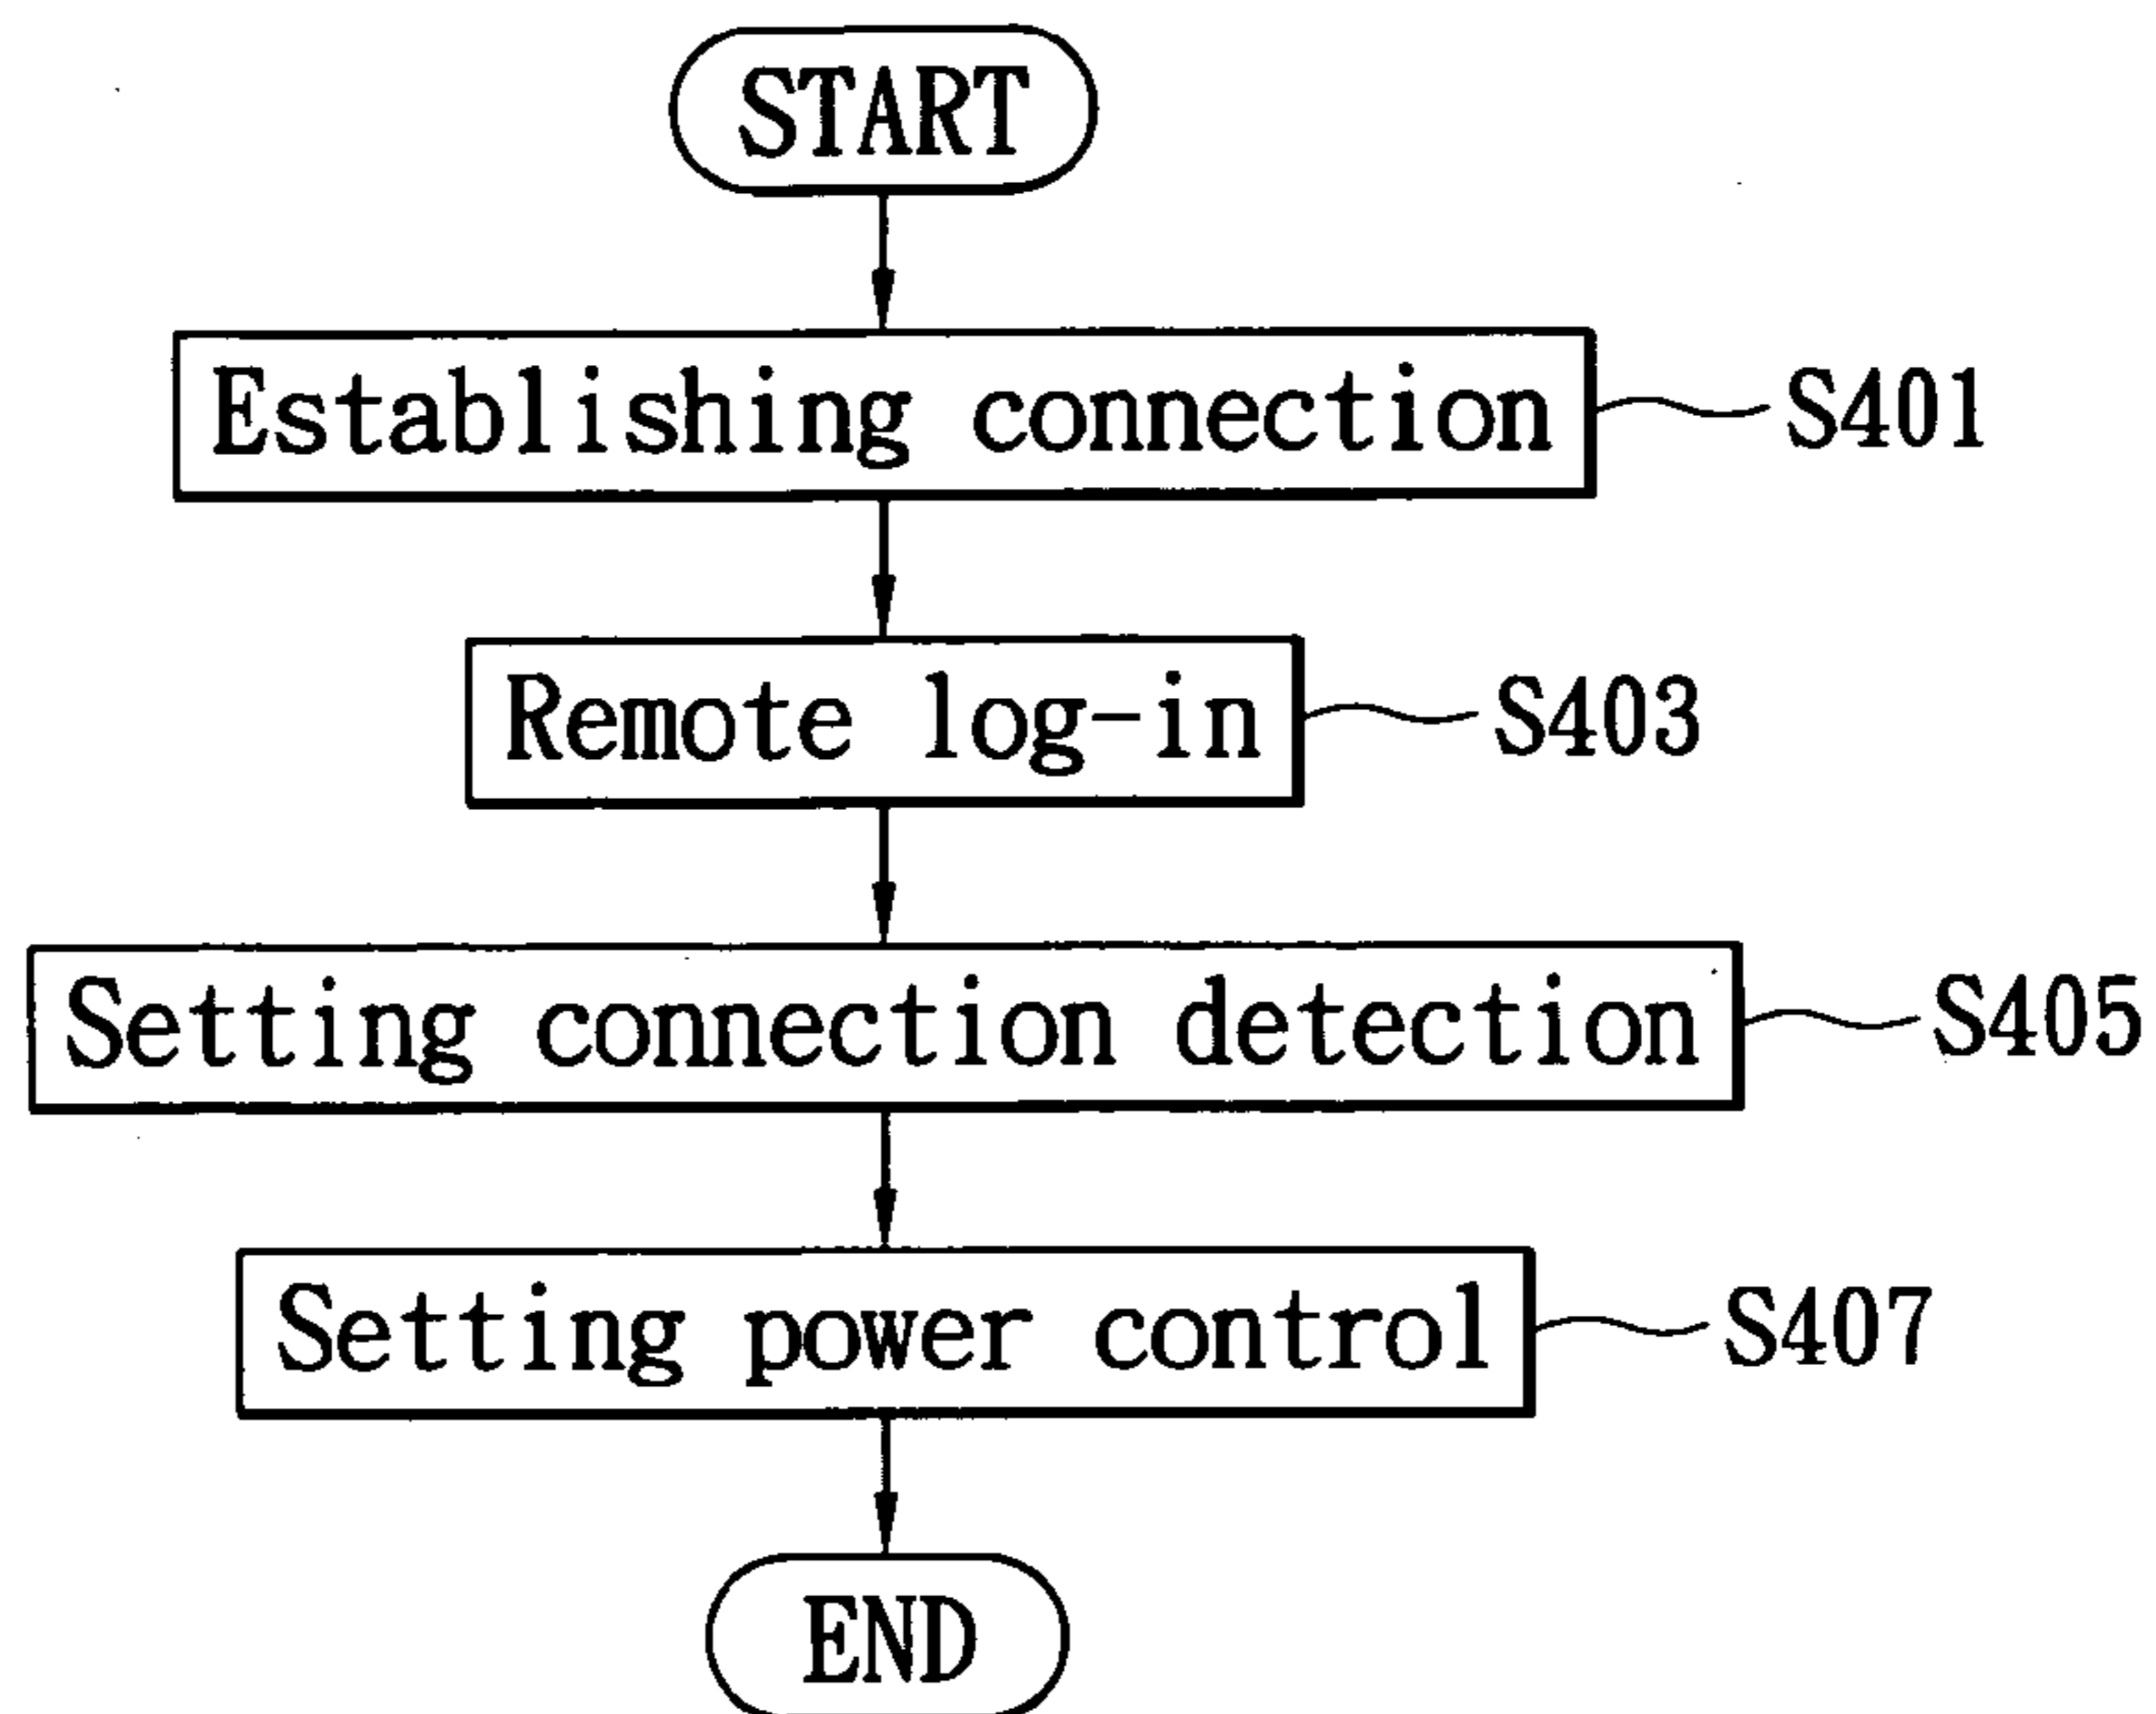 START
Establishing connection S401
Remote log-in S403
Setting connection detection S405
Setting power control S407
END